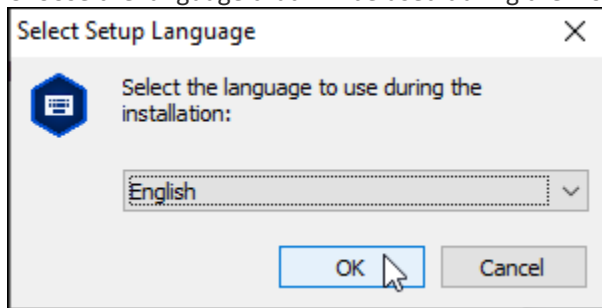 Select Setup Language
Select the language to use during the
installation:
English
OK
Cancel